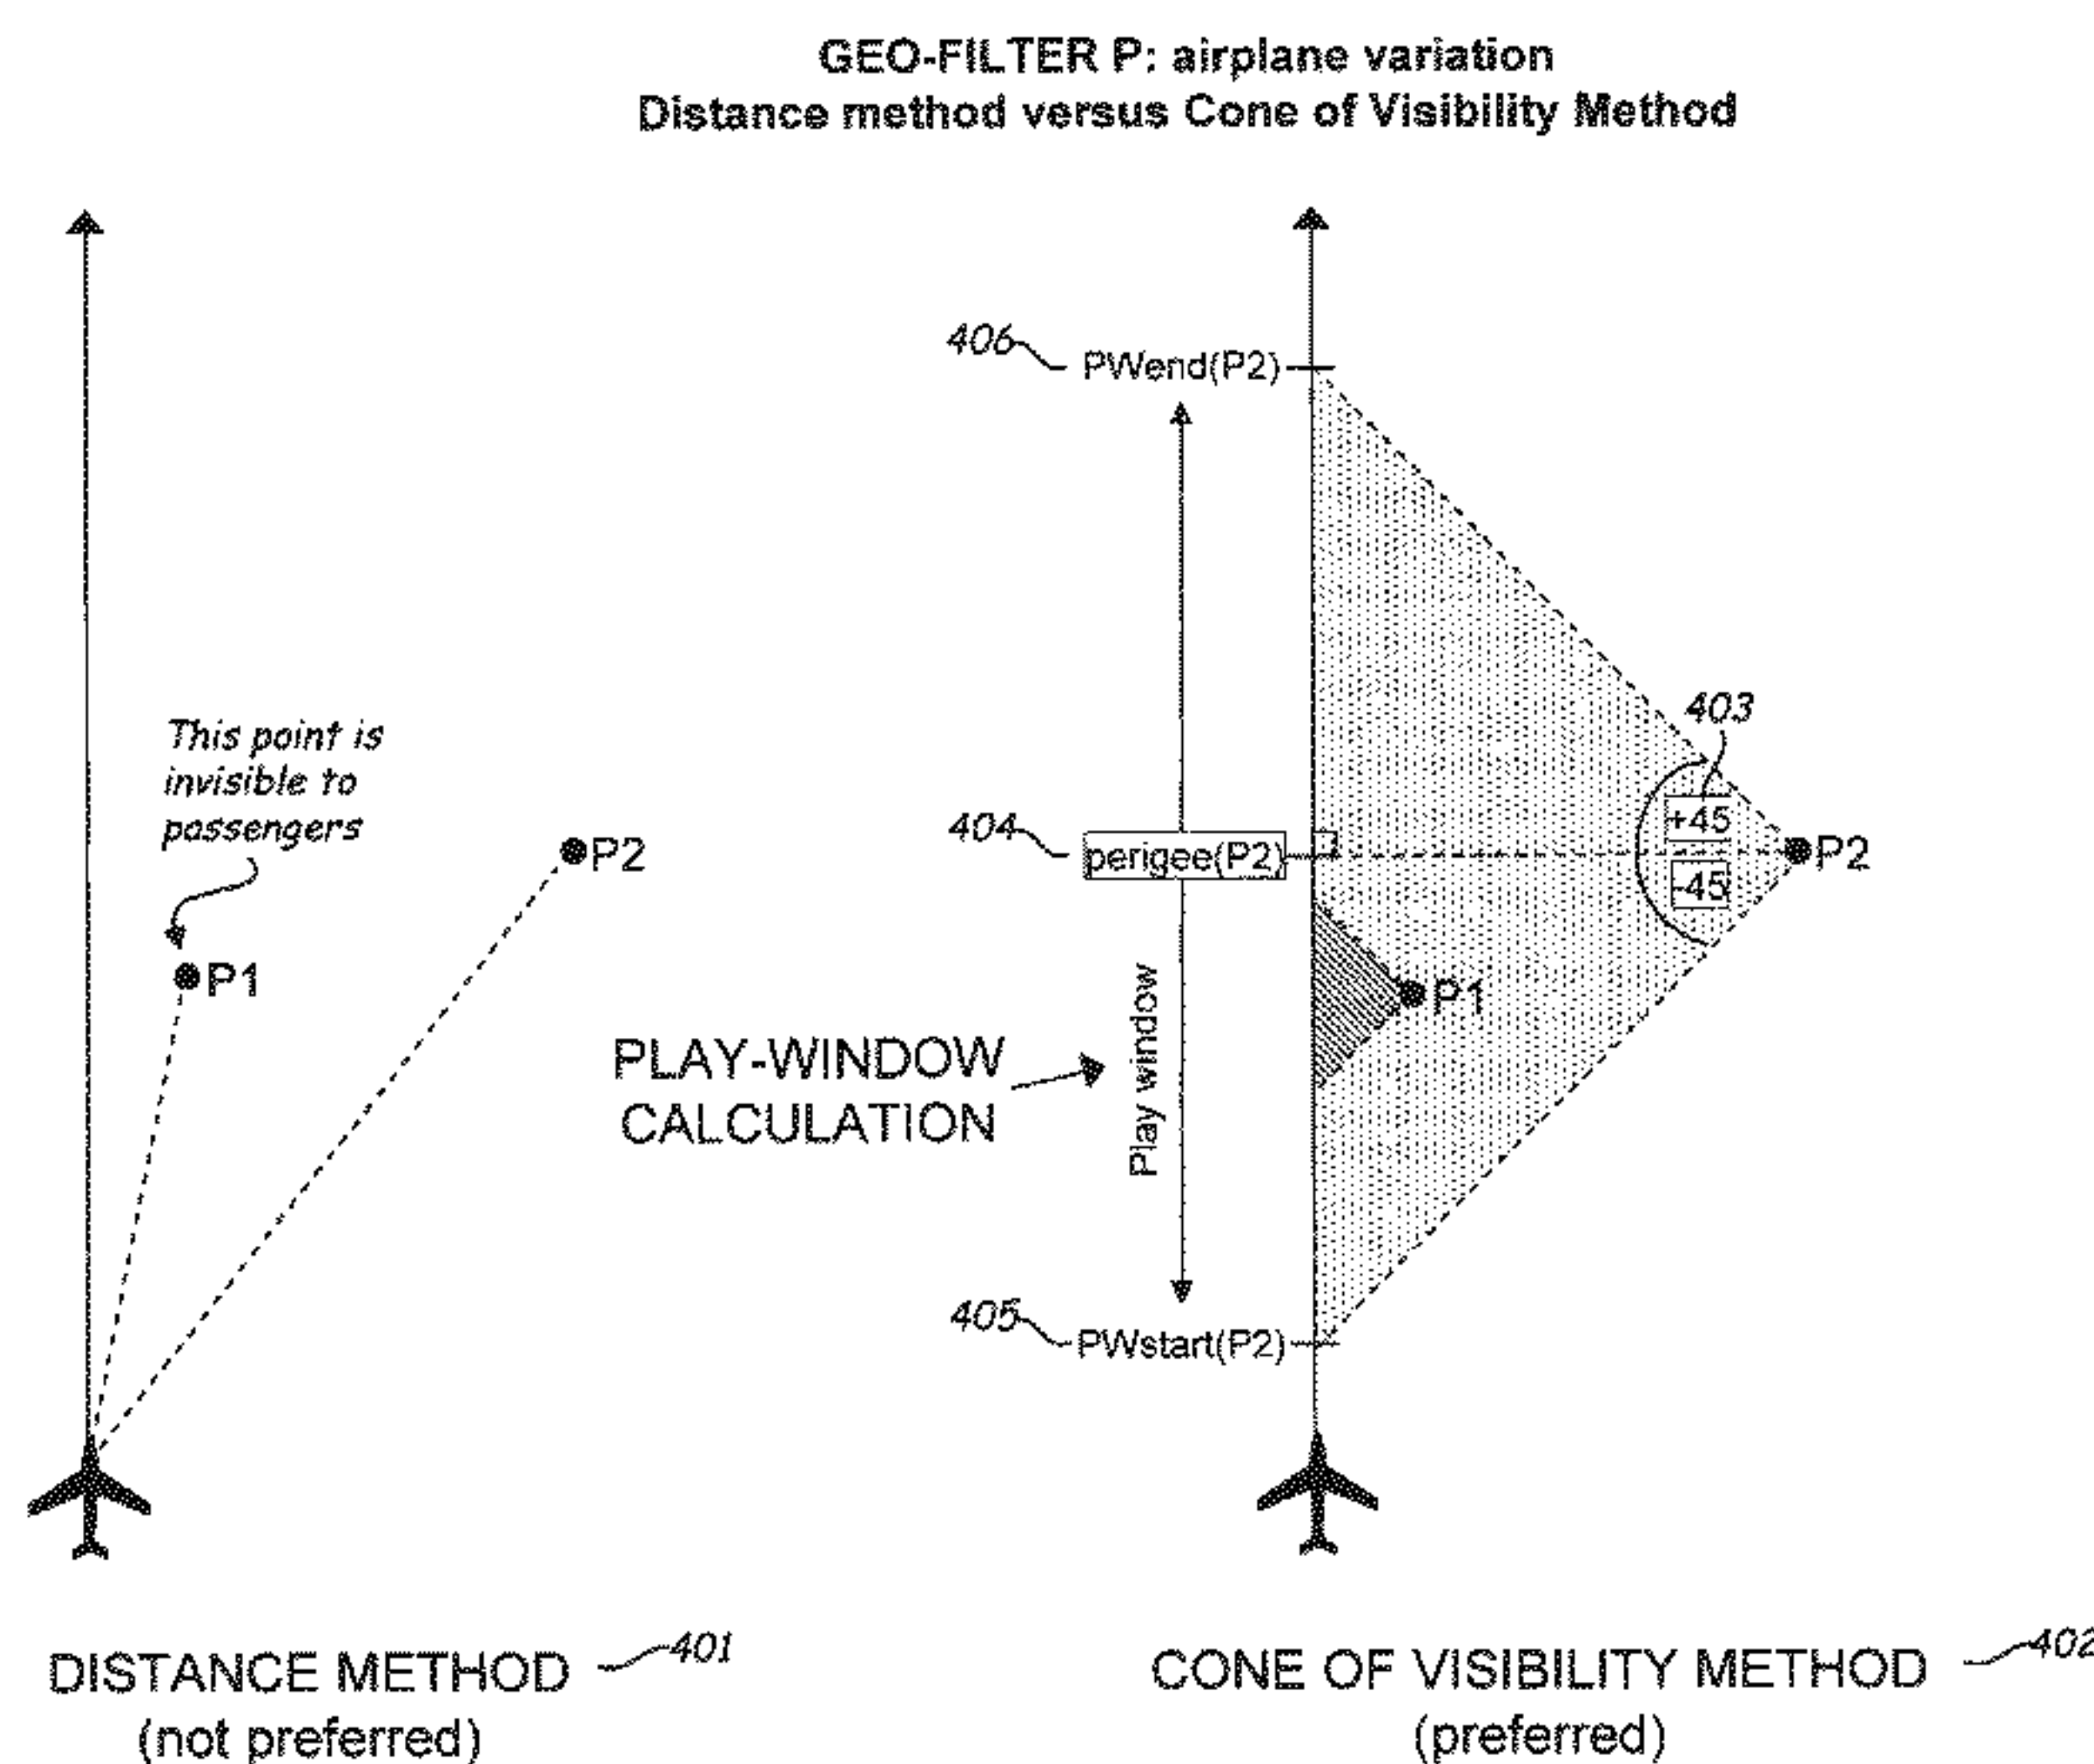 GEO-FILTER P: airplane variation
Distance method versus Cone of Visibility Method
406
PWend(P2)
This point is
invisible to
passengers
403
+45
404
perigee(P2)
P2
P2
-45
P1
P1
PLAY-WINDOW
CALCULATION
Play window
405
PWstart(P2)
DISTANCE METHOD
401
(not preferred)
CONE OF VISIBILITY METHOD
402
(preferred)